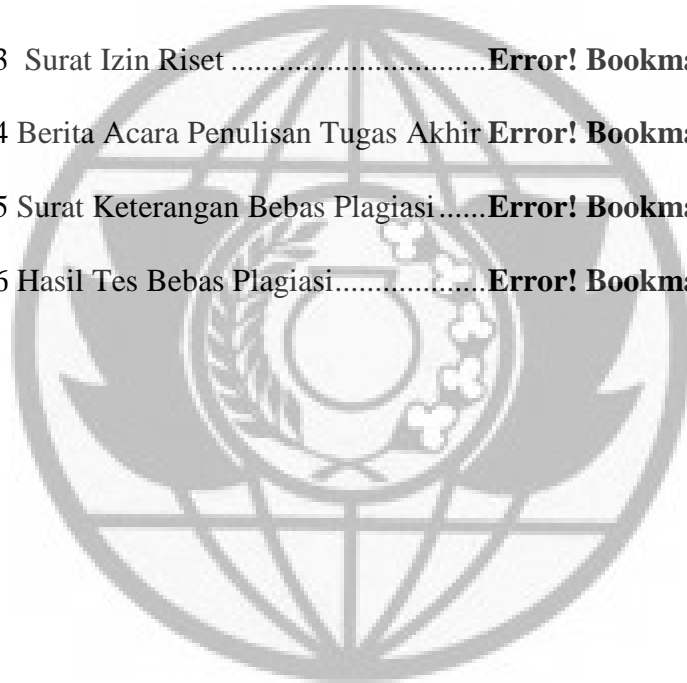 3 Surat Izin Riset ................................Error! Bookma
4 Berita Acara Penulisan Tugas Akhir Error! Bookma
5 Surat Keterangan Bebas Plagiasi......Error! Bookma
6 Hasil Tes Bebas Plagiasi...................Error! Bookma